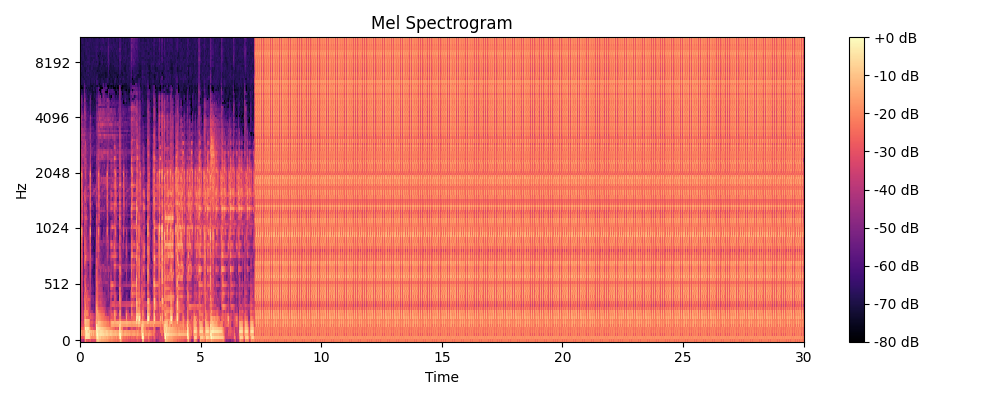 Mel Spectrogram
Hz
8192
4096
2048
1024
512
0
0 5 10 15 20 25 30
Time
+0 dB
-10 dB
-20 dB
-30 dB
-40 dB
-50 dB
-60 dB
-70 dB
-80 dB